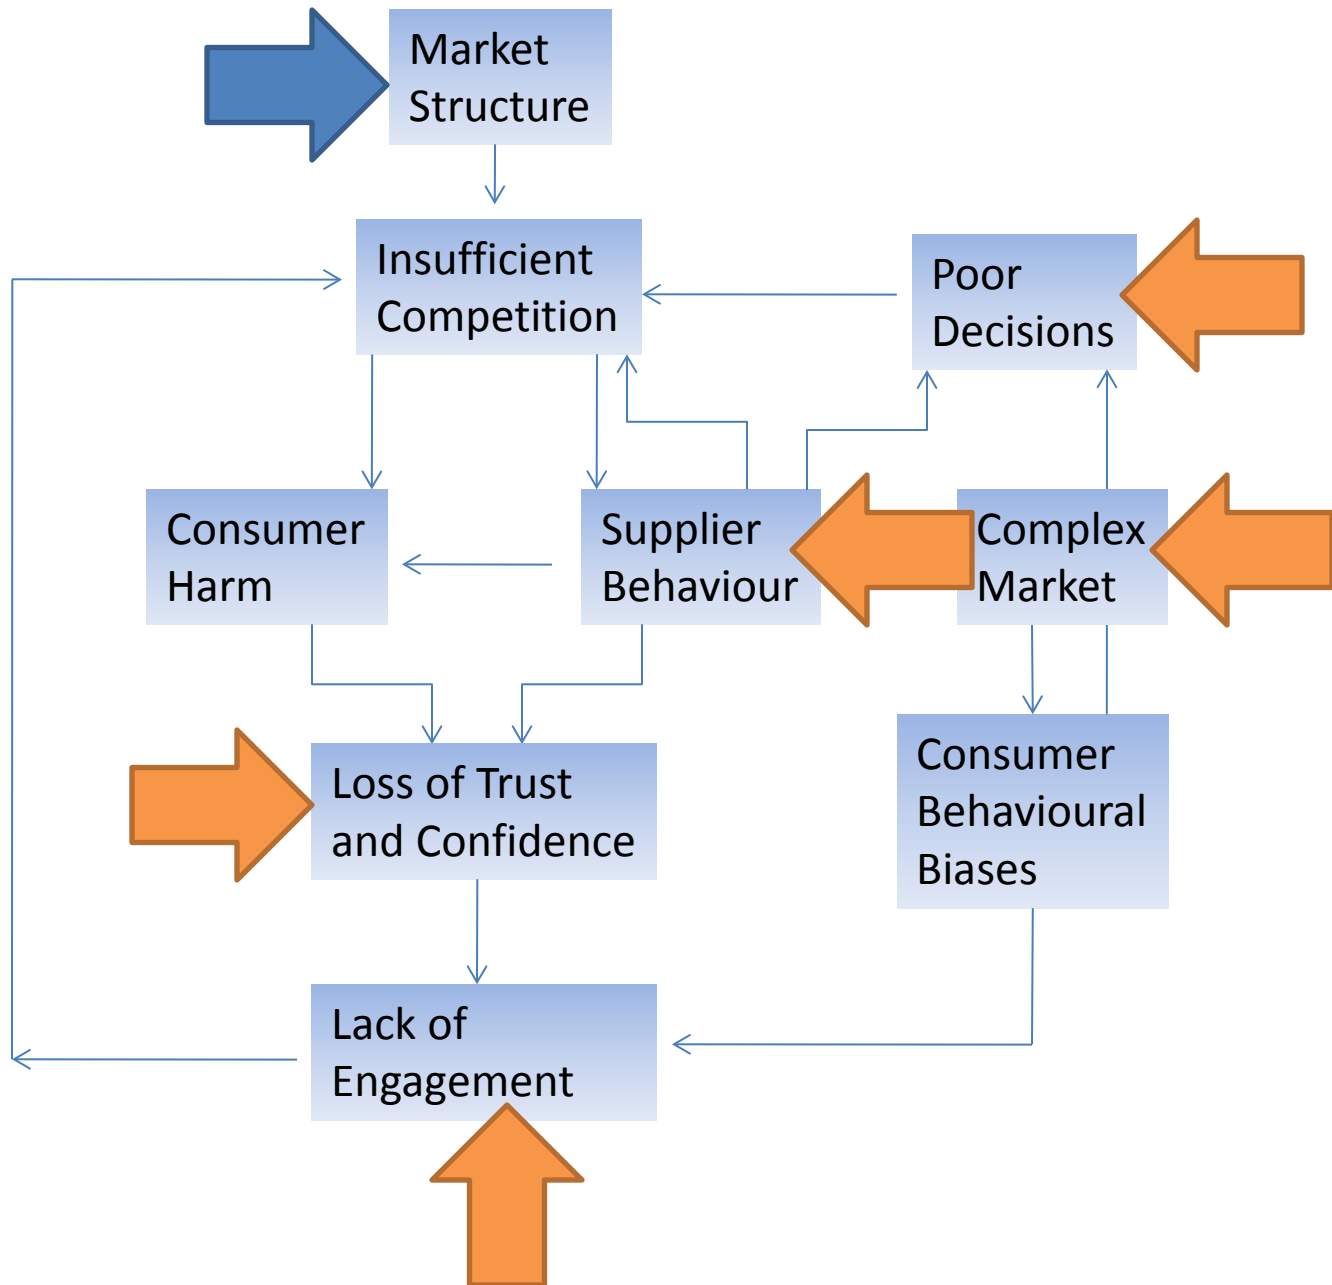 Market
Structure
Insufficient
Competition
Poor
Decisions
Consumer
Harm
Supplier
Behaviour
Complex
Market
Loss of Trust
and Confidence
Consumer
Behavioural
Biases
Lack of
Engagement